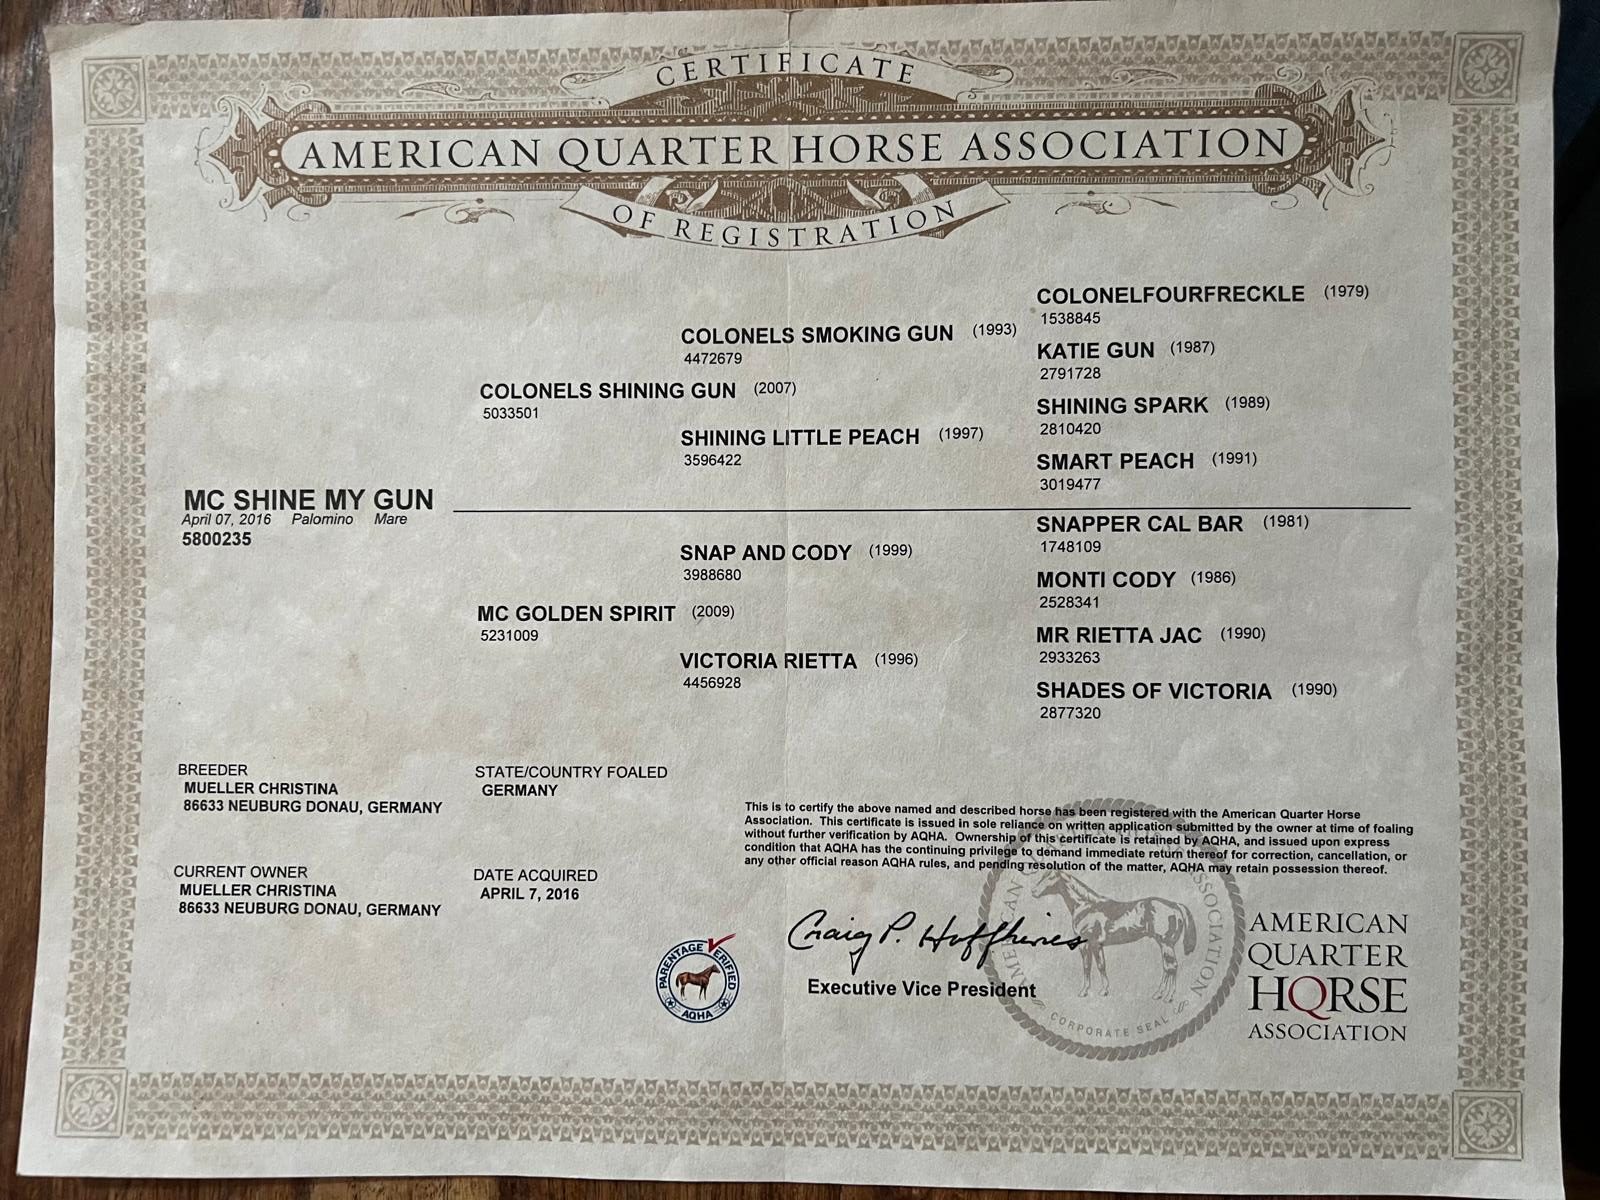 CERTIFICATE
AMERICAN QUARTER HORSE ASSOCIATION
OF REGISTRATION
COLONELFOURFRECKLE (1979)
1538845
COLONELS SMOKING GUN (1993)
4472679
KATIE GUN (1987)
2791728
COLONELS SHINING GUN (2007)
5033501
SHINING SPARK (1989)
2810420
SHINING LITTLE PEACH (1997)
3596422
SMART PEACH (1991)
3019477
MC SHINE MY GUN
April 07, 2016 Palomino Mare
5800235
SNAPPER CAL BAR (1981)
1748109
SNAP AND CODY (1999)
3988680
MONTI CODY (1986)
2528341
MC GOLDEN SPIRIT (2009)
5231009
MR RIETTA JAC (1990)
2933263
VICTORIA RIETTA (1996)
4456928
SHADES OF VICTORIA (1990)
2877320
BREEDER
MUELLER CHRISTINA
86633 NEUBURG DONAU, GERMANY
STATE/COUNTRY FOALED
GERMANY
CURRENT OWNER
MUELLER CHRISTINA
86633 NEUBURG DONAU, GERMANY
DATE ACQUIRED
APRIL 7, 2016
This is to certify the above named and described horse has been registered with the American Quarter Horse
Association. This certificate is issued in sole reliance on written application submitted by the owner at time of foaling
without further verification by AQHA. Ownership of this certificate is retained by AQHA, and issued upon express
condition that AQHA has the continuing privilege to demand immediate return thereof for correction, cancellation, or
any other official reason AQHA rules, and pending resolution of the matter, AQHA may retain possession thereof.
PARENTAGE VERIFIED
AQHA
Craig P. Huffhines
Executive Vice President
AMERICAN QUARTER HORSE ASSOCIATION
CORPORATE SEAL
AMERICAN
QUARTER
HORSE
ASSOCIATION